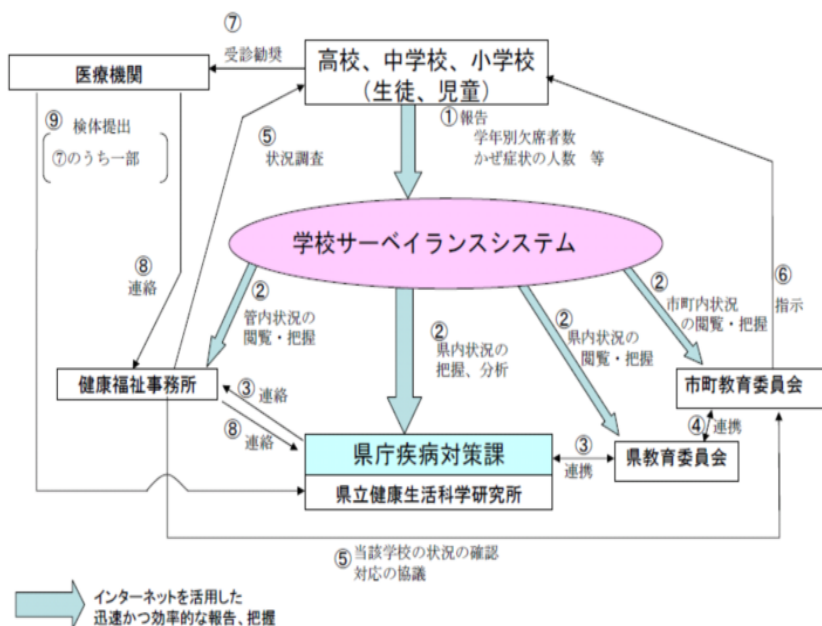 ⑦
受診勧奨
医療機関
高校、中学校、小学校
(生徒、児童)
①報告
学年別欠席者数
かぜ症状の人数 等
⑨ 検体提出
⑦のうち一部
⑤
状況調査
学校サーベイランスシステム
⑧
連絡
②
管内状況の
閲覧・把握
②
県内状況の
把握、分析
②
県内状況の
閲覧・把握
②
市町内状況
の閲覧・把握
⑥
指示
健康福祉事務所
市町教育委員会
③連絡
⑧
連絡
④連携
県庁疾病対策課
③
連携
県教育委員会
県立健康生活科学研究所
⑤当該学校の状況の確認
対応の協議
インターネットを活用した
迅速かつ効率的な報告、把握